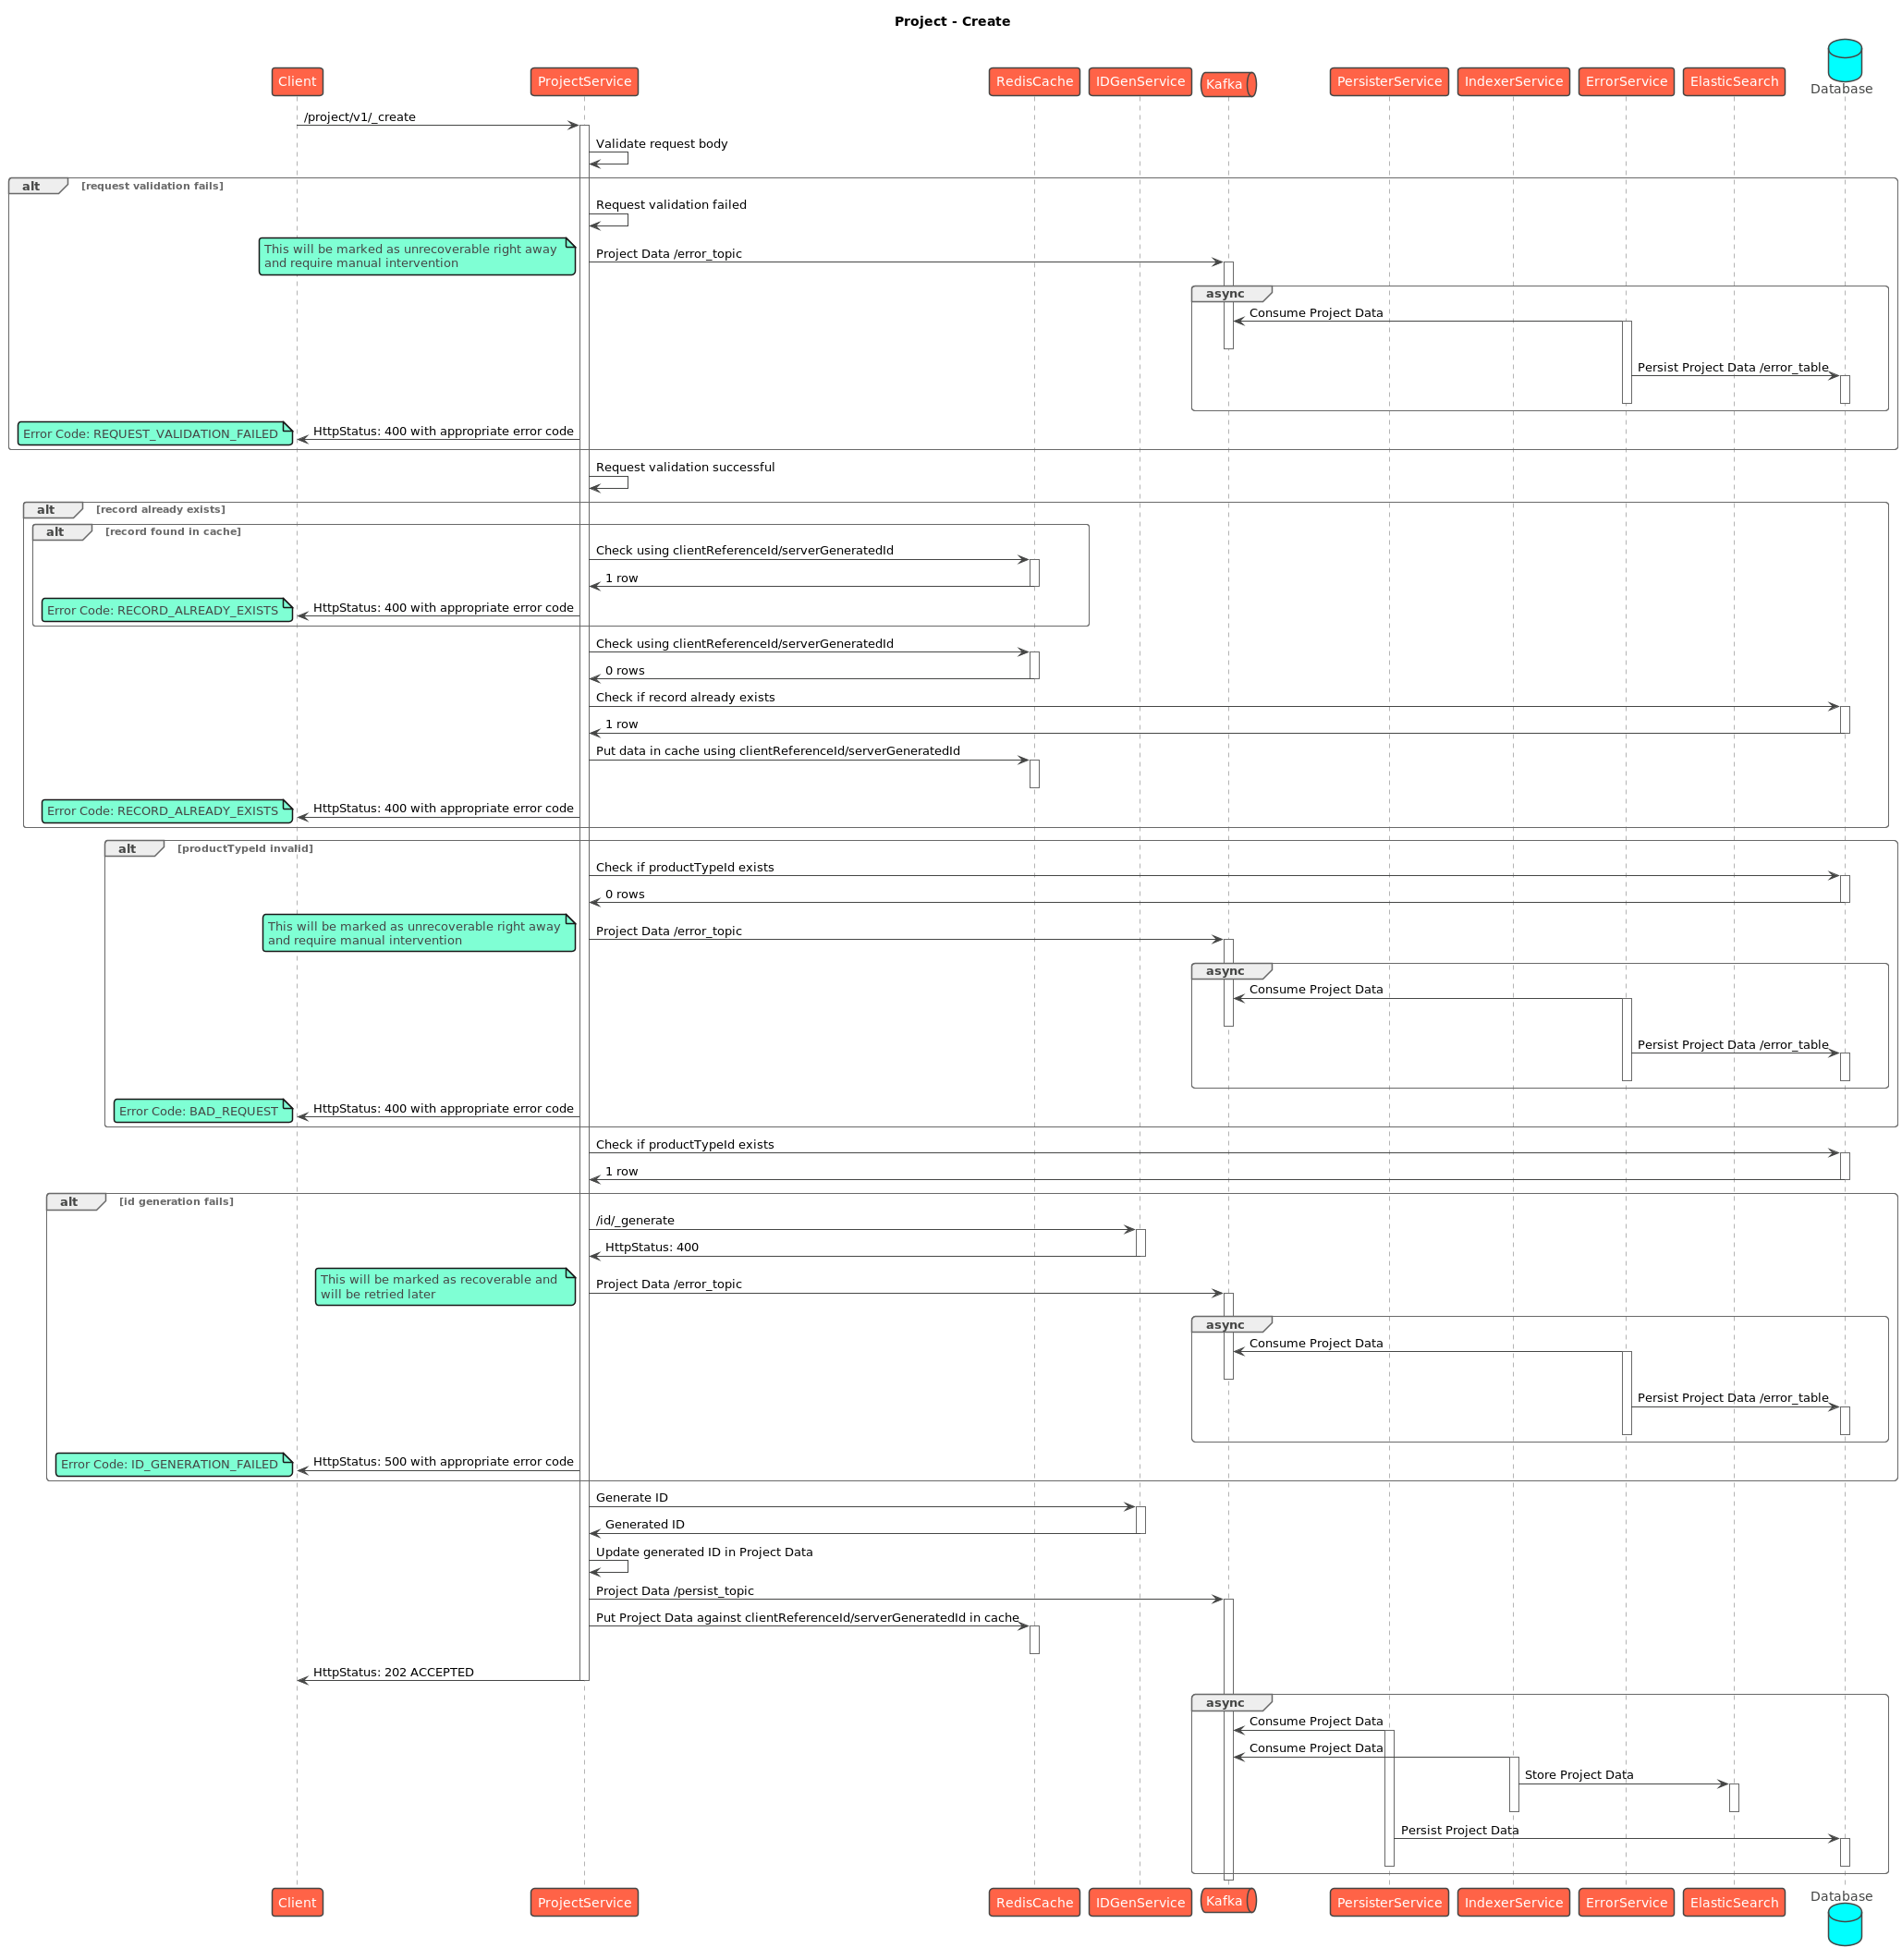 Project - Create
Client
ProjectService
RedisCache
IDGenService
Kafka
PersisterService
IndexerService
ErrorService
ElasticSearch
Database
/project/v1/_create
Validate request body
alt
[request validation fails]
Request validation failed
This will be marked as unrecoverable right away
and require manual intervention
Project Data /error_topic
async
Consume Project Data
Persist Project Data /error_table
Error Code: REQUEST_VALIDATION_FAILED
HttpStatus: 400 with appropriate error code
Request validation successful
alt
[record already exists]
alt
[record found in cache]
Check using clientReferenceId/serverGeneratedId
1 row
Error Code: RECORD_ALREADY_EXISTS
HttpStatus: 400 with appropriate error code
Check using clientReferenceId/serverGeneratedId
0 rows
Check if record already exists
1 row
Put data in cache using clientReferenceId/serverGeneratedId
Error Code: RECORD_ALREADY_EXISTS
HttpStatus: 400 with appropriate error code
alt
[productTypeId invalid]
Check if productTypeId exists
0 rows
This will be marked as unrecoverable right away
and require manual intervention
Project Data /error_topic
async
Consume Project Data
Persist Project Data /error_table
Error Code: BAD_REQUEST
HttpStatus: 400 with appropriate error code
Check if productTypeId exists
1 row
alt
[id generation fails]
/id/_generate
HttpStatus: 400
This will be marked as recoverable and
will be retried later
Project Data /error_topic
async
Consume Project Data
Persist Project Data /error_table
Error Code: ID_GENERATION_FAILED
HttpStatus: 500 with appropriate error code
Generate ID
Generated ID
Update generated ID in Project Data
Project Data /persist_topic
Put Project Data against clientReferenceId/serverGeneratedId in cache
HttpStatus: 202 ACCEPTED
async
Consume Project Data
Consume Project Data
Store Project Data
Persist Project Data
Client
ProjectService
RedisCache
IDGenService
Kafka
PersisterService
IndexerService
ErrorService
ElasticSearch
Database